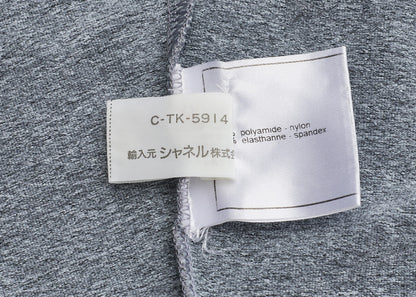 C-TK-5914
輸入元 シャネル株式
polyamide - nylon
elasthanne - spandex